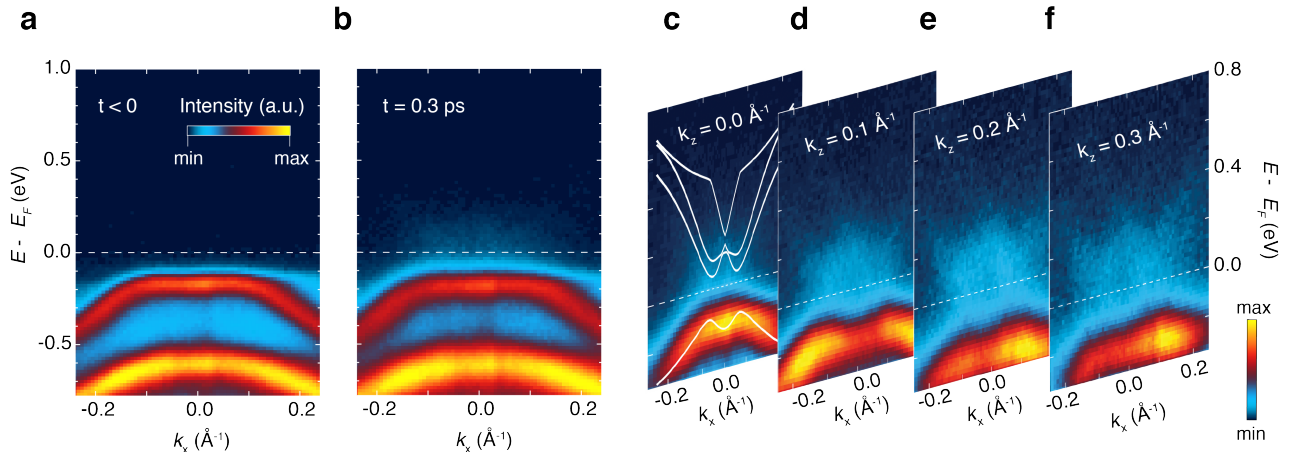 a
b
c
d
e
f
1.0
0.5
0.0
-0.5
E - E_F (eV)
t < 0
Intensity (a.u.)
min
max
-0.2
0.0
0.2
k_x (Å⁻¹)
t = 0.3 ps
-0.2
0.0
0.2
k_x (Å⁻¹)
k_z = 0.0 Å⁻¹
-0.2
0.0
k_x (Å⁻¹)
k_z = 0.1 Å⁻¹
-0.2
0.0
k_x (Å⁻¹)
k_z = 0.2 Å⁻¹
-0.2
0.0
k_x (Å⁻¹)
k_z = 0.3 Å⁻¹
-0.2
0.0
0.2
k_x (Å⁻¹)
0.8
0.4
0.0
E - E_F (eV)
max
min